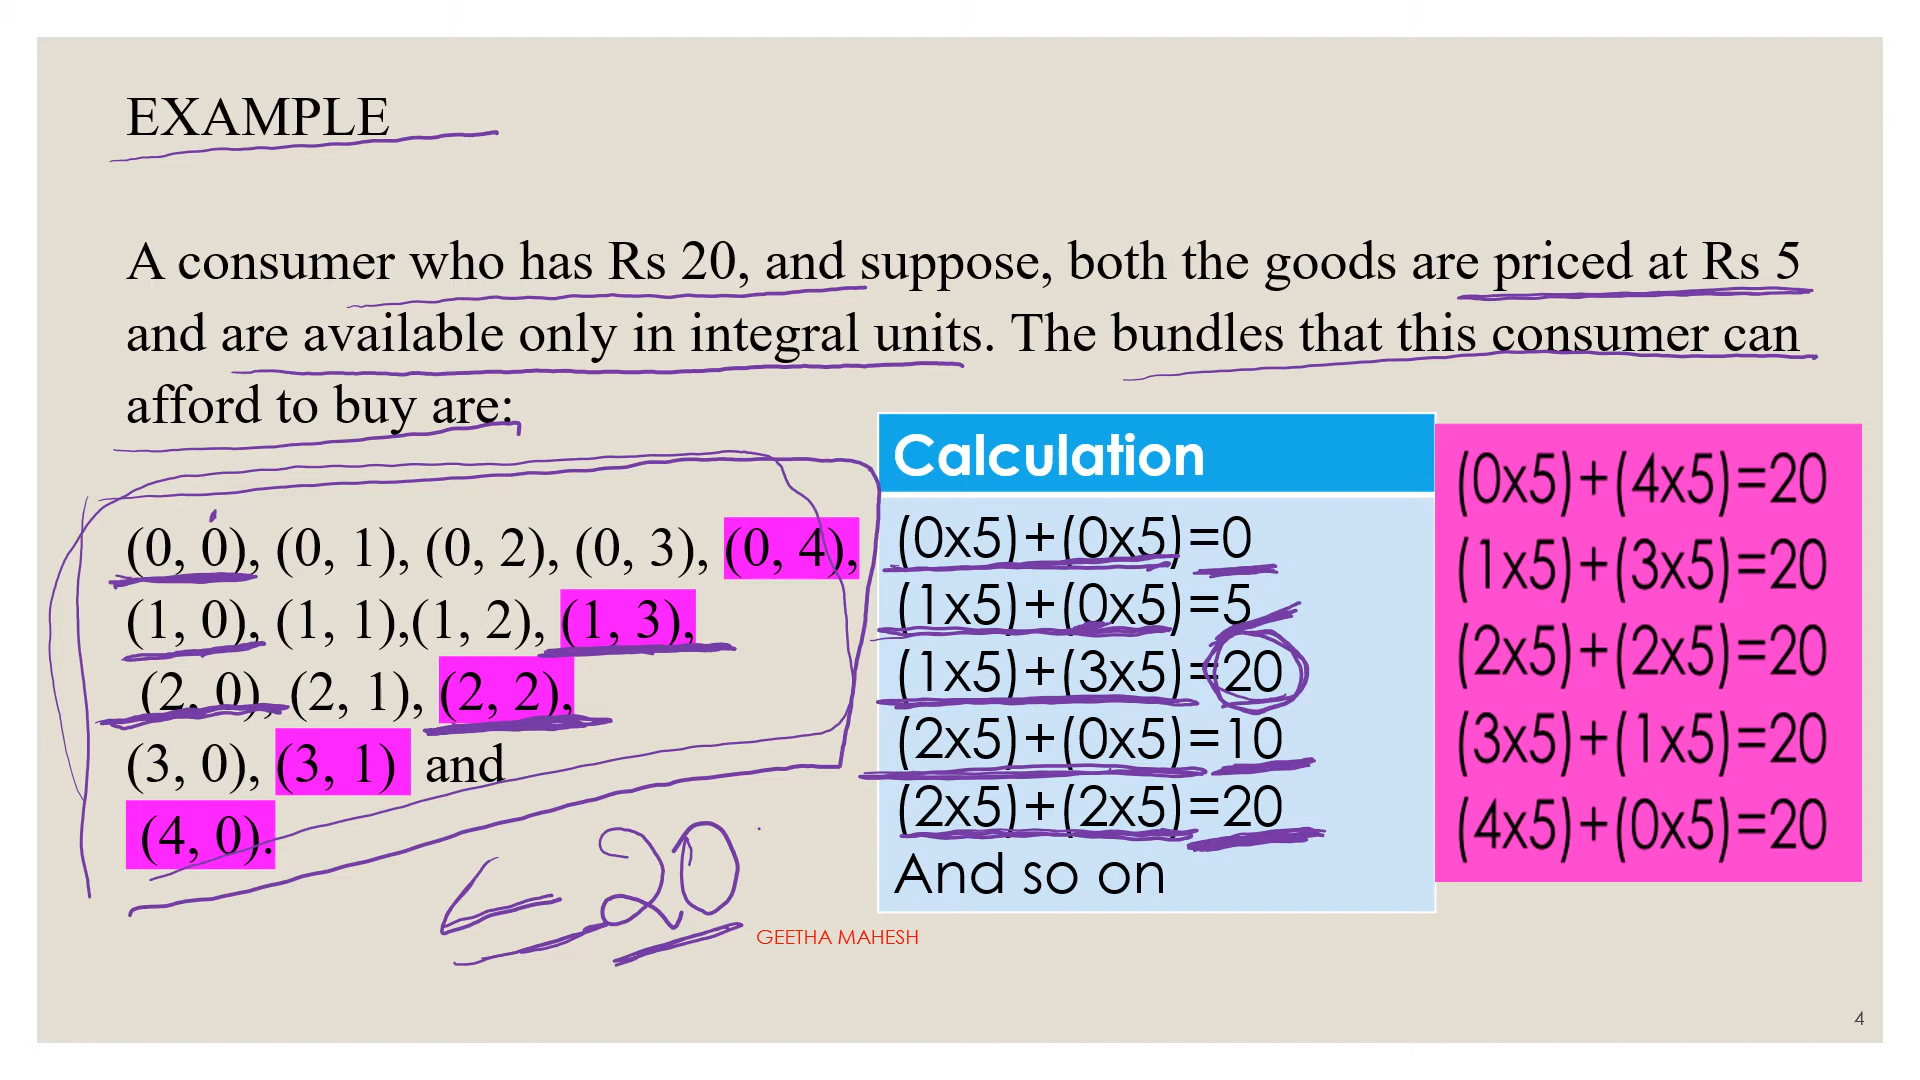 EXAMPLE
A consumer who has Rs 20, and suppose, both the goods are priced at Rs 5
and are available only in integral units. The bundles that this consumer can
afford to buy are:
(0, 0), (0, 1), (0, 2), (0, 3), (0, 4),
(1, 0), (1, 1),(1, 2), (1, 3),
(2, 0), (2, 1), (2, 2),
(3, 0), (3, 1) and
(4, 0).
≤ 20
Calculation
(0x5)+(0x5)=0
(1x5)+(0x5)=5
(1x5)+(3x5)=20
(2x5)+(0x5)=10
(2x5)+(2x5)=20
And so on
(0x5)+(4x5)=20
(1x5)+(3x5)=20
(2x5)+(2x5)=20
(3x5)+(1x5)=20
(4x5)+(0x5)=20
GEETHA MAHESH
4